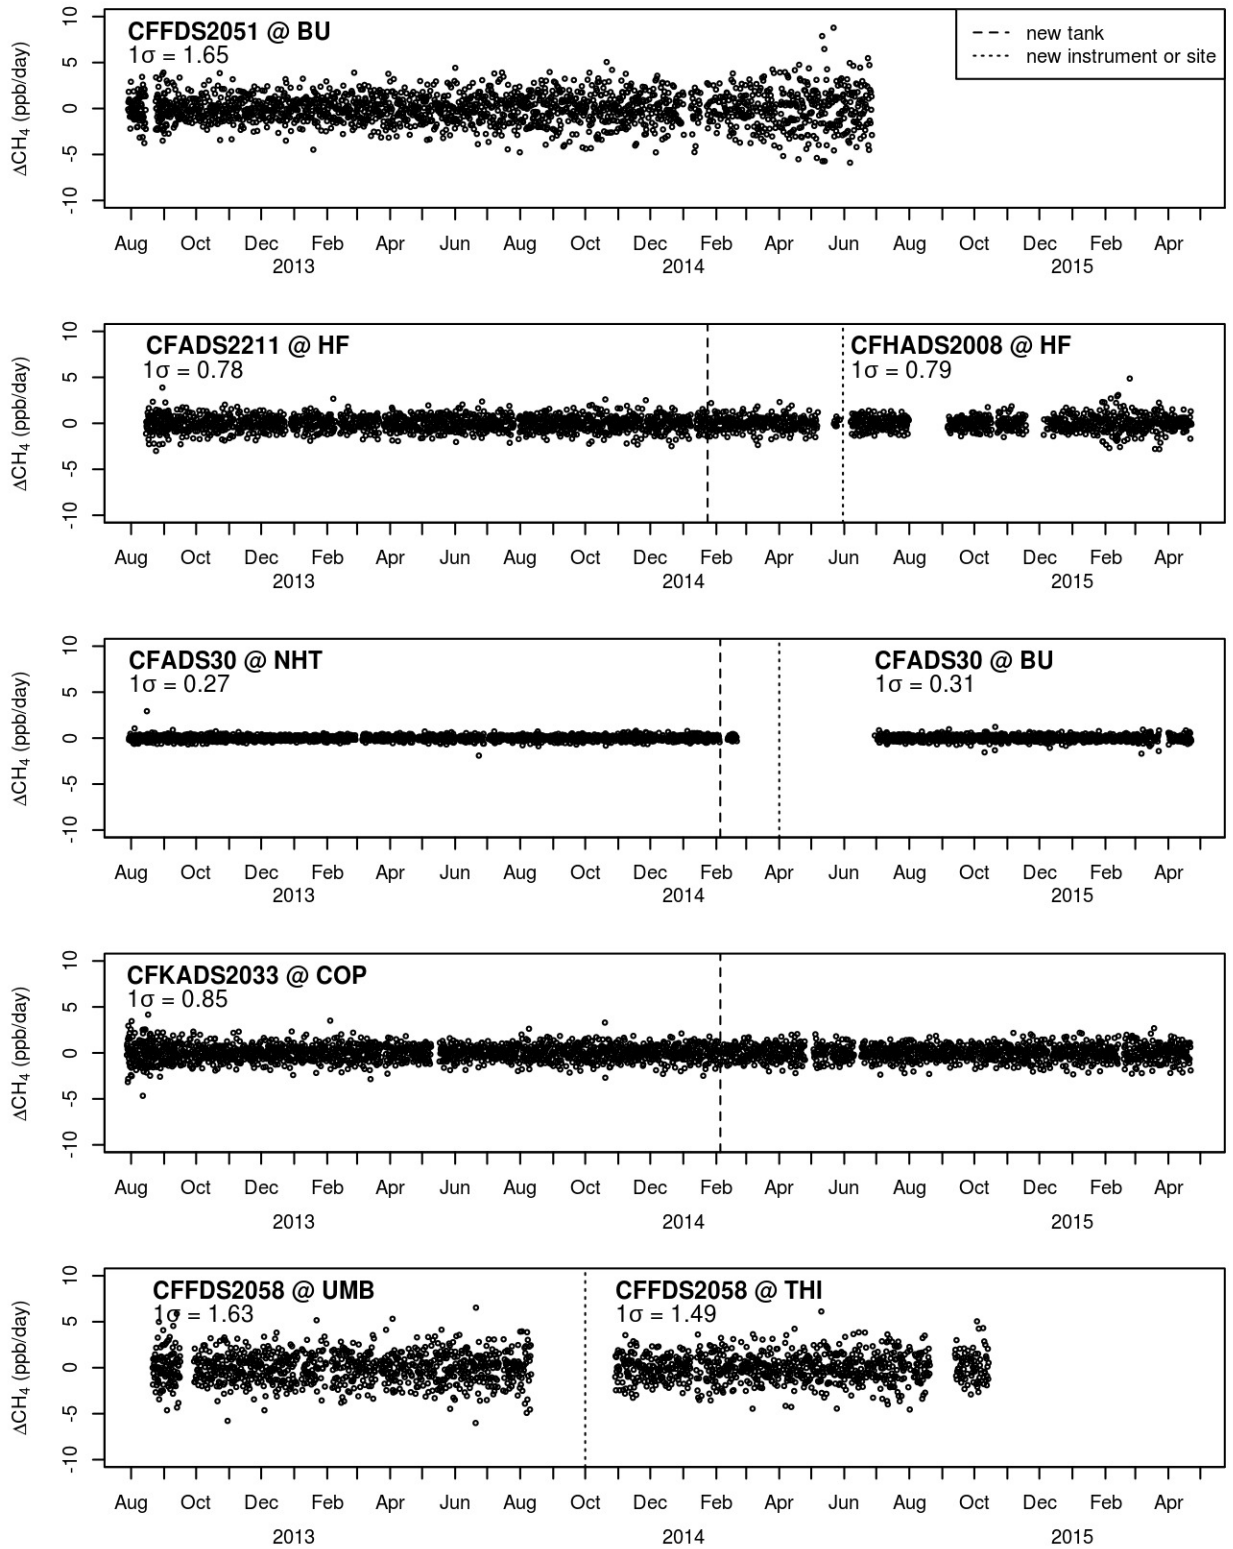 CFFDS2051 @ BU
1σ = 1.65
new tank
new instrument or site
ΔCH4 (ppb/day)
10
5
0
-5
-10
Aug Oct Dec Feb Apr Jun Aug Oct Dec Feb Apr Jun Aug Oct Dec Feb Apr
2013 2014 2015
CFADS2211 @ HF
1σ = 0.78
CFHADS2008 @ HF
1σ = 0.79
ΔCH4 (ppb/day)
10
5
0
-5
-10
Aug Oct Dec Feb Apr Jun Aug Oct Dec Feb Apr Jun Aug Oct Dec Feb Apr
2013 2014 2015
CFADS30 @ NHT
1σ = 0.27
CFADS30 @ BU
1σ = 0.31
ΔCH4 (ppb/day)
10
5
0
-5
-10
Aug Oct Dec Feb Apr Jun Aug Oct Dec Feb Apr Jun Aug Oct Dec Feb Apr
2013 2014 2015
CFKADS2033 @ COP
1σ = 0.85
ΔCH4 (ppb/day)
10
5
0
-5
-10
Aug Oct Dec Feb Apr Jun Aug Oct Dec Feb Apr Jun Aug Oct Dec Feb Apr
2013 2014 2015
CFFDS2058 @ UMB
1σ = 1.63
CFFDS2058 @ THI
1σ = 1.49
ΔCH4 (ppb/day)
10
5
0
-5
-10
Aug Oct Dec Feb Apr Jun Aug Oct Dec Feb Apr Jun Aug Oct Dec Feb Apr
2013 2014 2015